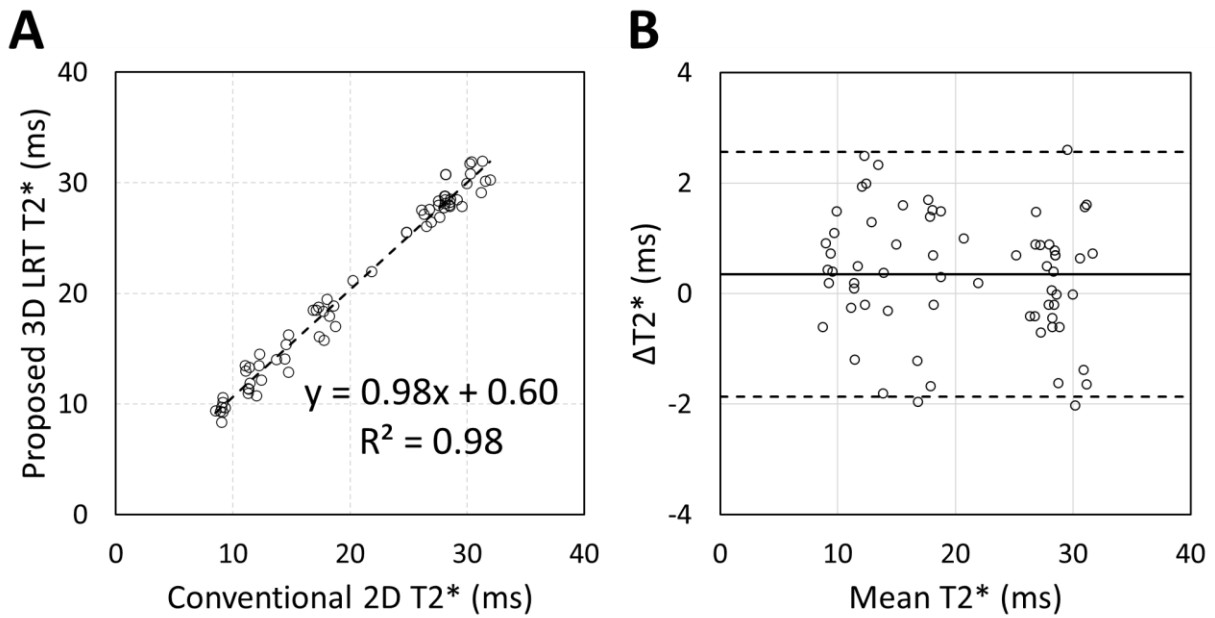 A
Proposed 3D LRT T2* (ms)
40
30
20
10
0
y = 0.98x + 0.60
R² = 0.98
0 10 20 30 40
Conventional 2D T2* (ms)
B
ΔT2* (ms)
4
2
0
-2
-4
0 10 20 30 40
Mean T2* (ms)